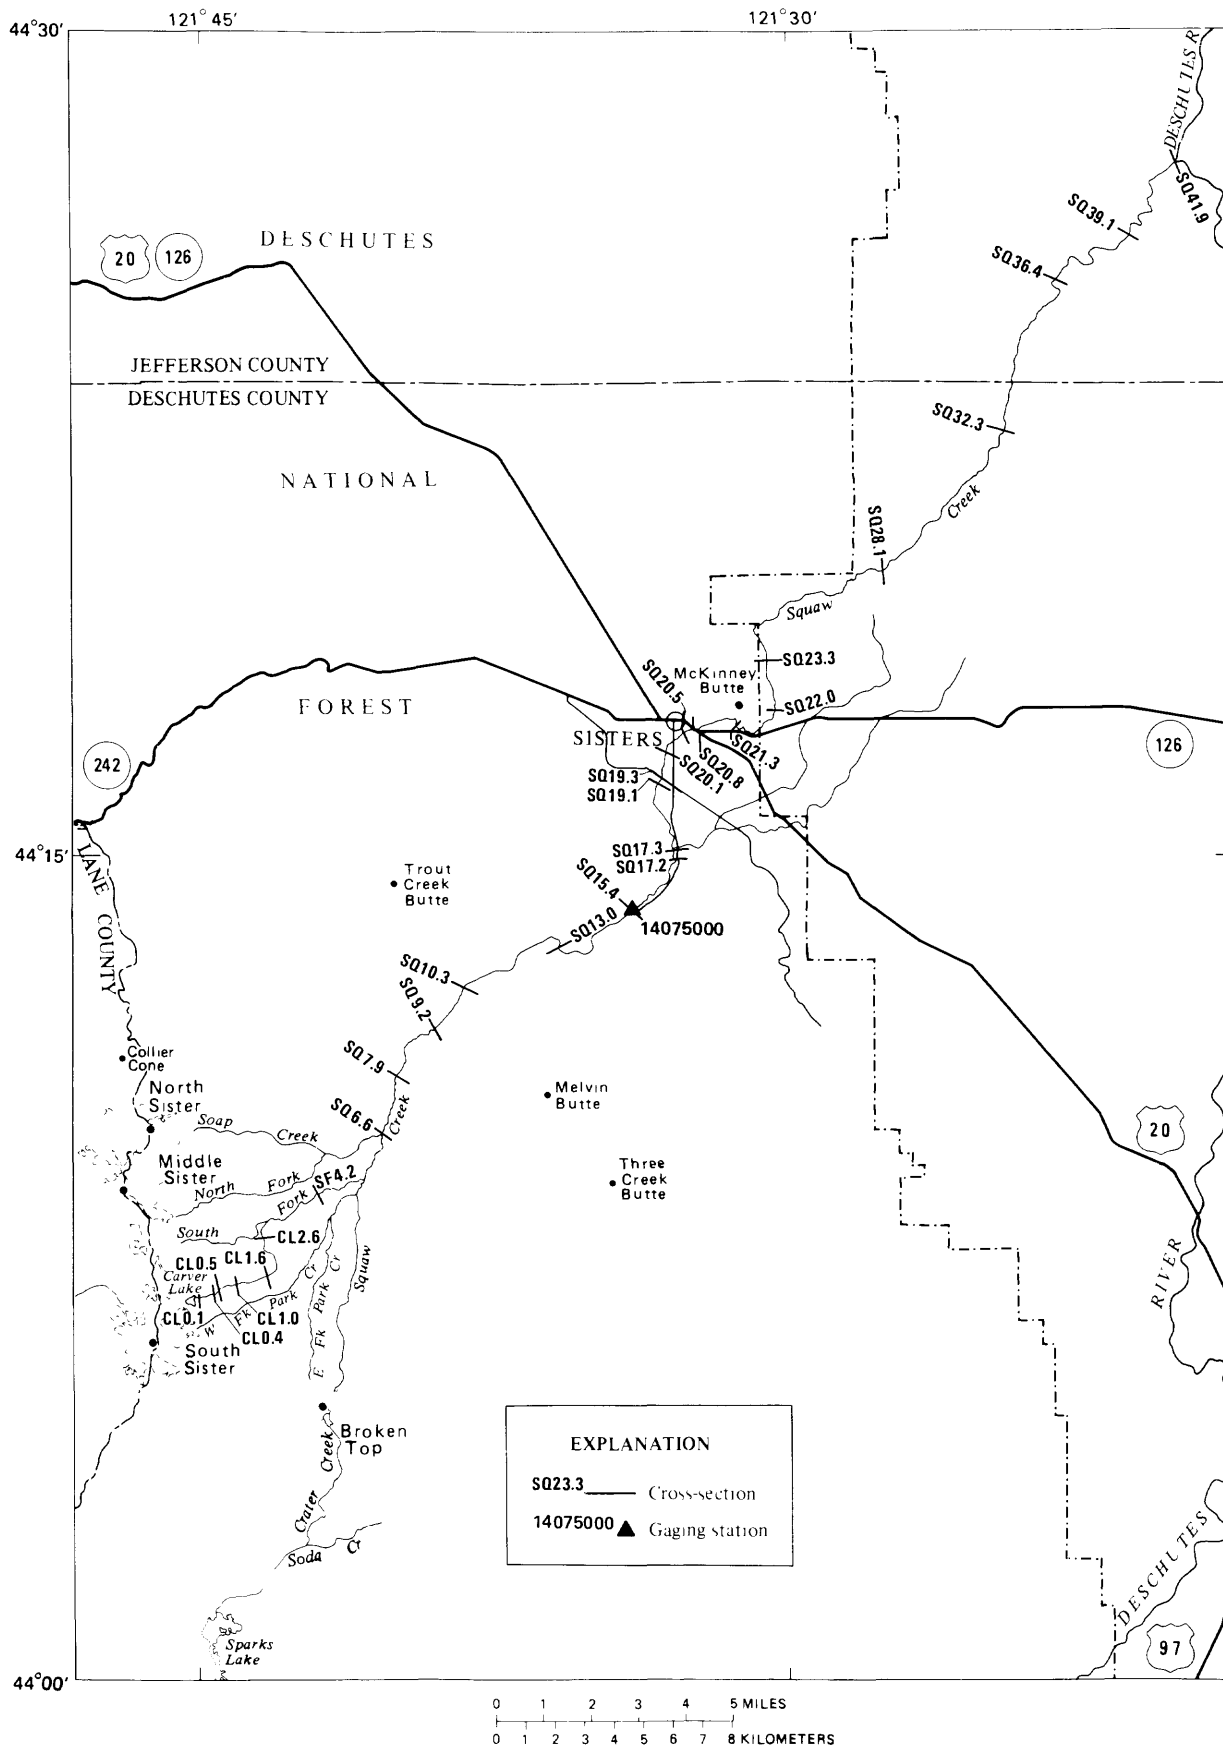 121° 45'
121° 30'
44° 30'
DESCHUTES R
SQ41.9
SQ39.1
SQ36.4
20
126
DESCHUTES
JEFFERSON COUNTY
DESCHUTES COUNTY
SQ32.3
NATIONAL
Creek
SQ28.1
Squaw
SQ23.3
SQ20.5
McKinney
Butte
SQ22.0
FOREST
SISTERS
SQ21.3
SQ20.8
SQ20.1
126
242
SQ19.3
SQ19.1
SQ17.3
SQ17.2
44° 15'
LANE COUNTY
Trout
Creek
Butte
SQ15.4
SQ13.0
14075000
SQ10.3
SQ9.2
Collier
Cone
SQ7.9
North
Sister
Melvin
Butte
Soap Creek
SQ6.6
Creek
20
Middle
Sister
North Fork
SF4.2
Three
Creek
Butte
South Fork
CL2.6
CL0.5
CL1.6
Carver
Lake
CL0.1
W Fk Park Cr
CL1.0
CL0.4
E Fk Park Cr
Squaw
RIVER
South
Sister
Broken
Top
Crater Creek
Soda Cr
Sparks
Lake
EXPLANATION
SQ23.3 Cross-section
14075000 Gaging station
DESCHUTES
97
44° 00'
0 1 2 3 4 5 MILES
0 1 2 3 4 5 6 7 8 KILOMETERS